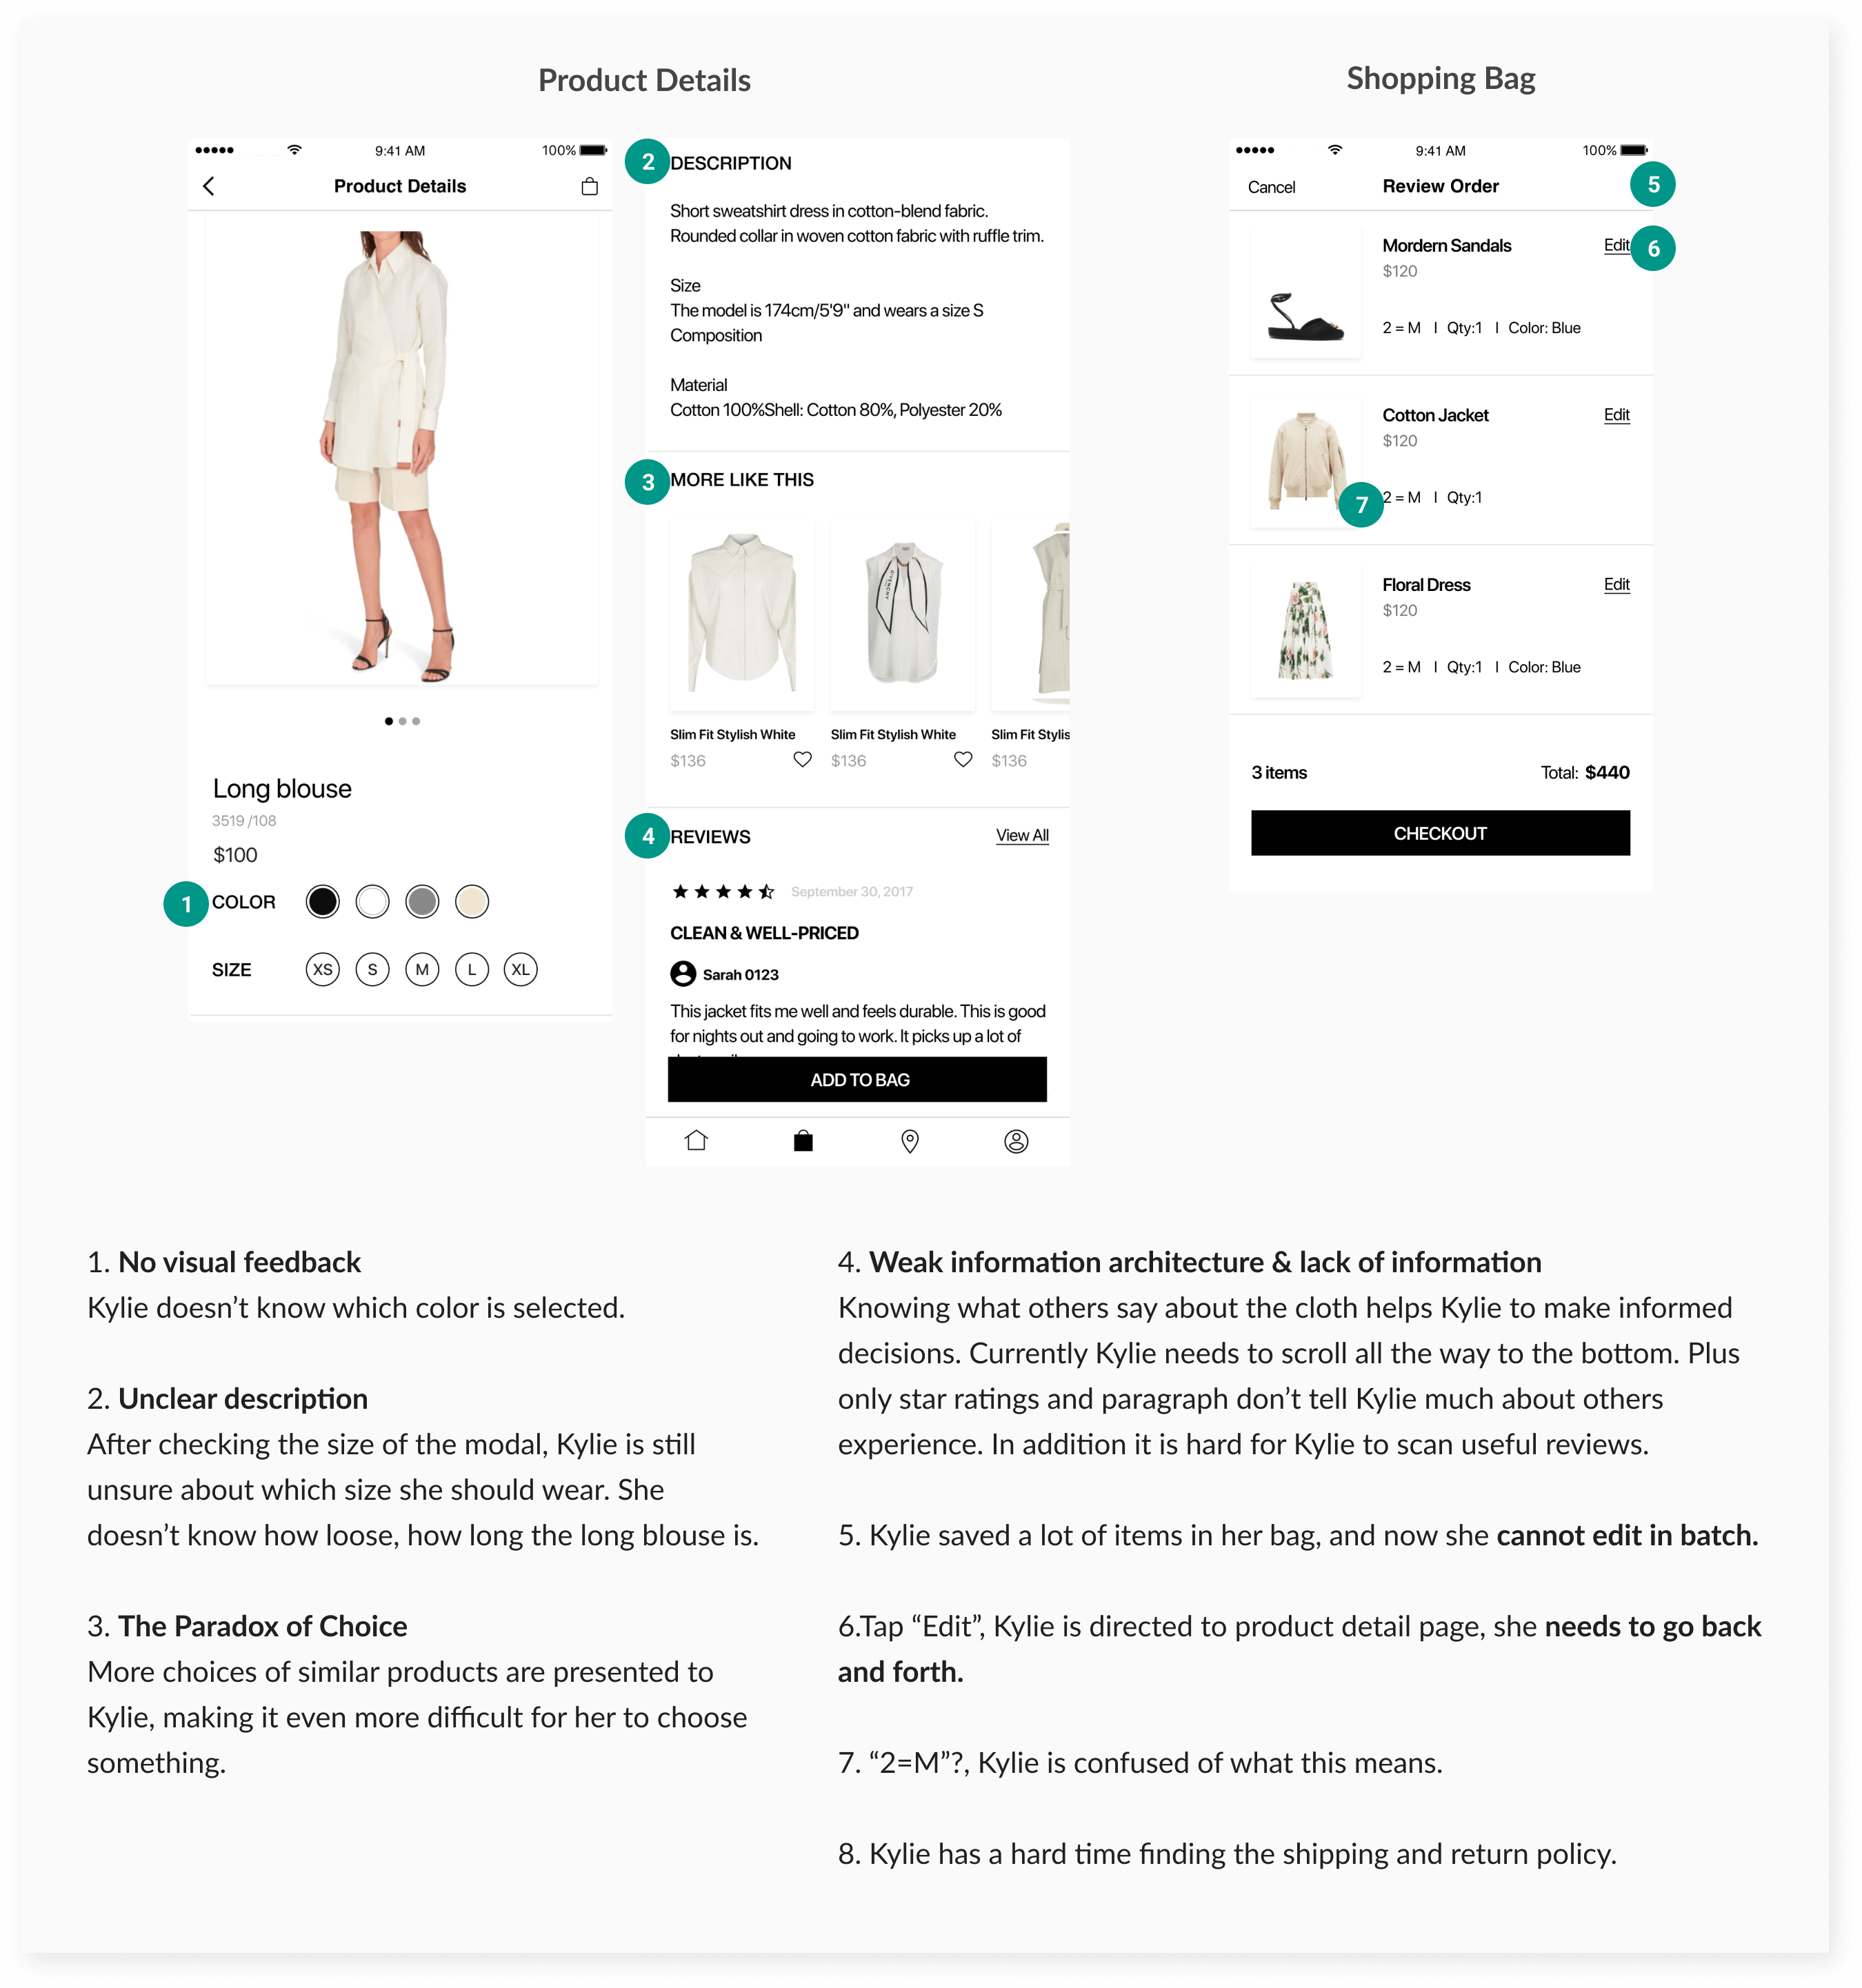 Product Details
Shopping Bag
9:41 AM
100%
Product Details
Long blouse
3519 /108
$100
1
COLOR
SIZE
XS
S
M
L
XL
2
DESCRIPTION
Short sweatshirt dress in cotton-blend fabric.
Rounded collar in woven cotton fabric with ruffle trim.
Size
The model is 174cm/5'9" and wears a size S
Composition
Material
Cotton 100%Shell: Cotton 80%, Polyester 20%
3
MORE LIKE THIS
GIVENCHY
Slim Fit Stylish White
$136
Slim Fit Stylish White
$136
Slim Fit Stylis
$136
4
REVIEWS
View All
September 30, 2017
CLEAN & WELL-PRICED
Sarah 0123
This jacket fits me well and feels durable. This is good
for nights out and going to work. It picks up a lot of
ADD TO BAG
9:41 AM
100%
Cancel
Review Order
5
Mordern Sandals
Edit
6
$120
2 = M | Qty:1 | Color: Blue
Cotton Jacket
Edit
$120
7
2 = M | Qty:1
Floral Dress
Edit
$120
2 = M | Qty:1 | Color: Blue
3 items
Total: $440
CHECKOUT
1. No visual feedback
Kylie doesn’t know which color is selected.
2. Unclear description
After checking the size of the modal, Kylie is still
unsure about which size she should wear. She
doesn’t know how loose, how long the long blouse is.
3. The Paradox of Choice
More choices of similar products are presented to
Kylie, making it even more difficult for her to choose
something.
4. Weak information architecture & lack of information
Knowing what others say about the cloth helps Kylie to make informed
decisions. Currently Kylie needs to scroll all the way to the bottom. Plus
only star ratings and paragraph don’t tell Kylie much about others
experience. In addition it is hard for Kylie to scan useful reviews.
5. Kylie saved a lot of items in her bag, and now she cannot edit in batch.
6.Tap “Edit”, Kylie is directed to product detail page, she needs to go back
and forth.
7. “2=M”?, Kylie is confused of what this means.
8. Kylie has a hard time finding the shipping and return policy.